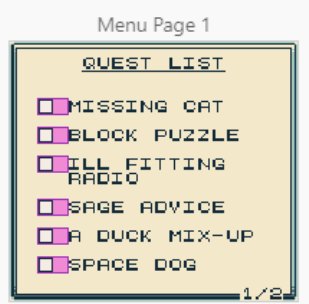 Menu Page 1
QUEST LIST
MISSING CAT
BLOCK PUZZLE
ILL FITTING
RADIO
SAGE ADVICE
A DUCK MIX-UP
SPACE DOG
1/2